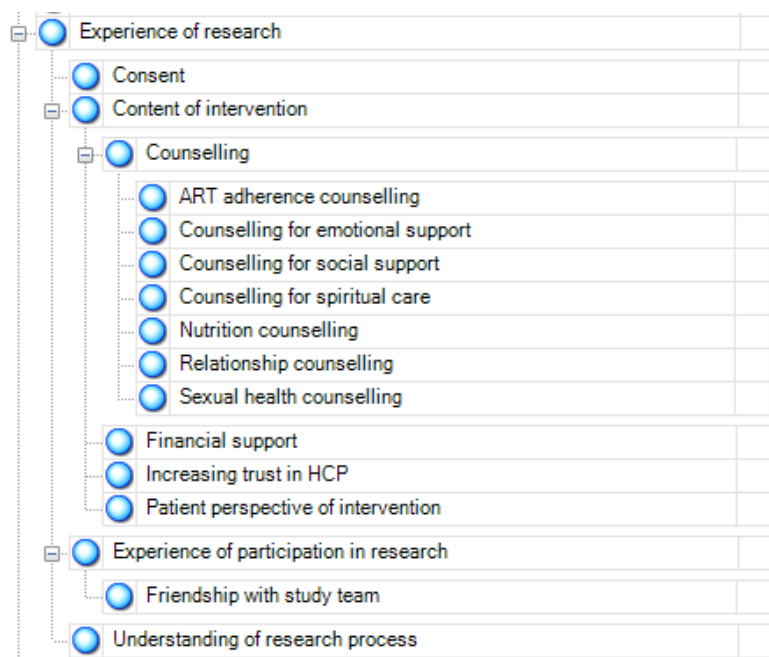 Experience of research
Consent
Content of intervention
Counselling
ART adherence counselling
Counselling for emotional support
Counselling for social support
Counselling for spiritual care
Nutrition counselling
Relationship counselling
Sexual health counselling
Financial support
Increasing trust in HCP
Patient perspective of intervention
Experience of participation in research
Friendship with study team
Understanding of research process